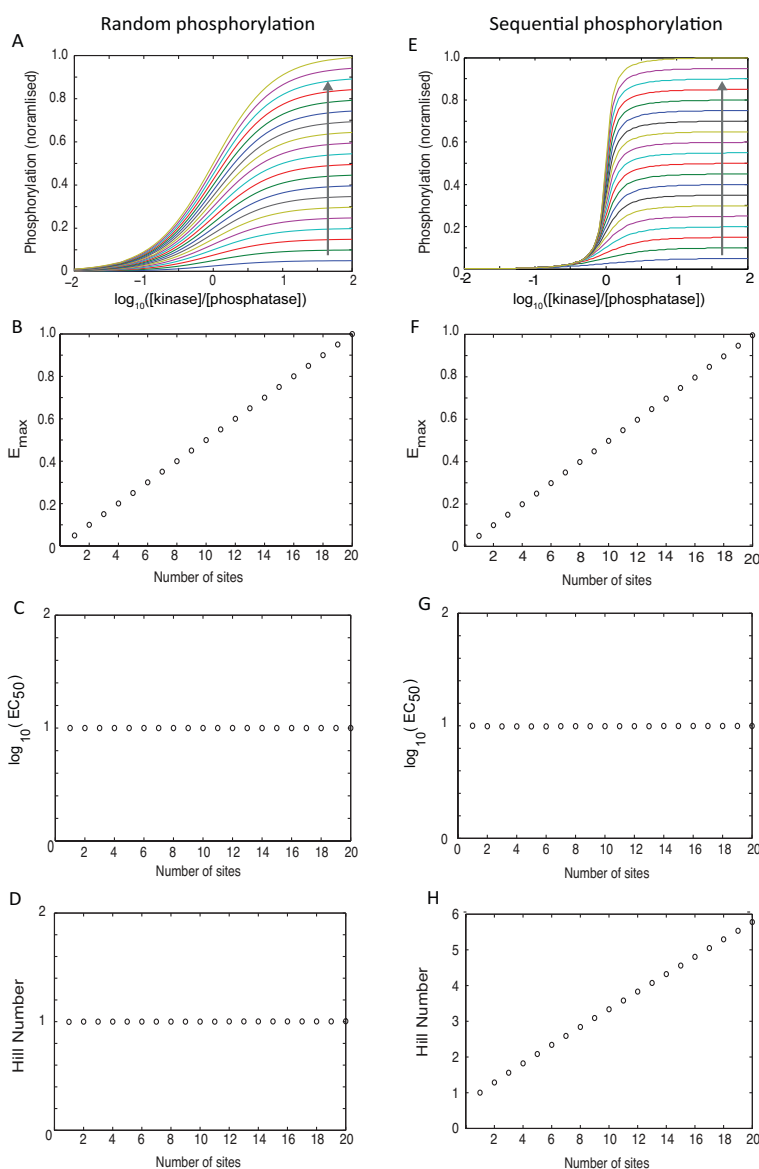 Random phosphorylation
Sequential phosphorylation
A
Phosphorylation (noramlised)
1.0
0.8
0.6
0.4
0.2
0
−2
−1
0
1
2
log10([kinase]/[phosphatase])
E
Phosphorylation (normalised)
1.0
0.8
0.6
0.4
0.2
0
−2
−1
0
1
2
log10([kinase]/[phosphatase])
B
Emax
1.0
0.8
0.6
0.4
0.2
0
2 4 6 8 10 12 14 16 18 20
Number of sites
F
Emax
1.0
0.8
0.6
0.4
0.2
0
2 4 6 8 10 12 14 16 18 20
Number of sites
C
log10(EC50)
2
1
0
2 4 6 8 10 12 14 16 18 20
Number of sites
G
log10(EC50)
2
1
0
0 2 4 6 8 10 12 14 16 18 20
Number of sites
D
Hill Number
2
1
0
2 4 6 8 10 12 14 16 18 20
Number of sites
H
Hill Number
6
5
4
3
2
1
0
0 2 4 6 8 10 12 14 16 18 20
Number of sites